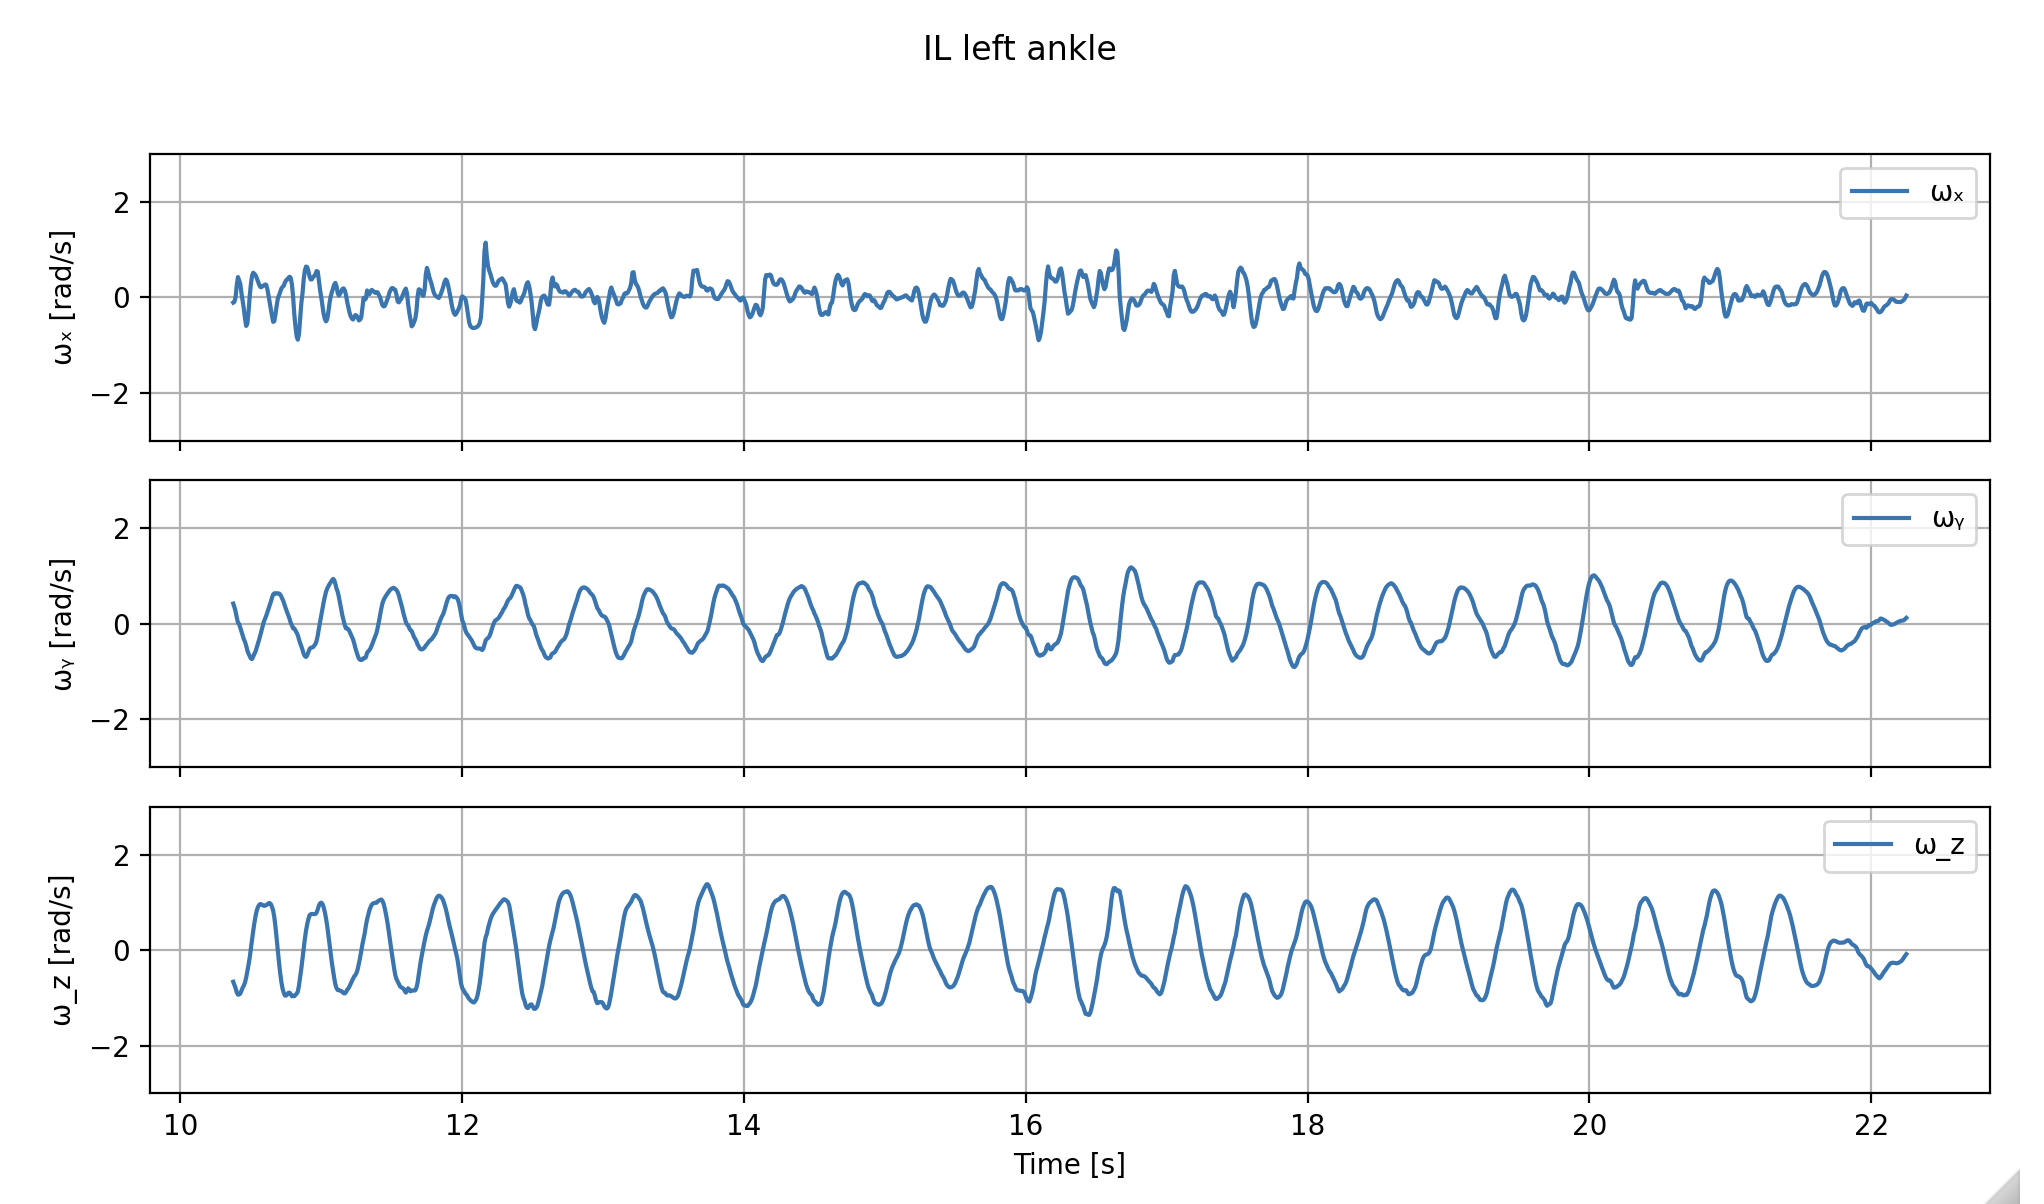 IL left ankle
2
0
−2
ωₓ [rad/s]
ωₓ
2
0
−2
ωᵧ [rad/s]
ωᵧ
2
0
−2
ω_z [rad/s]
ω_z
10 12 14 16 18 20 22
Time [s]